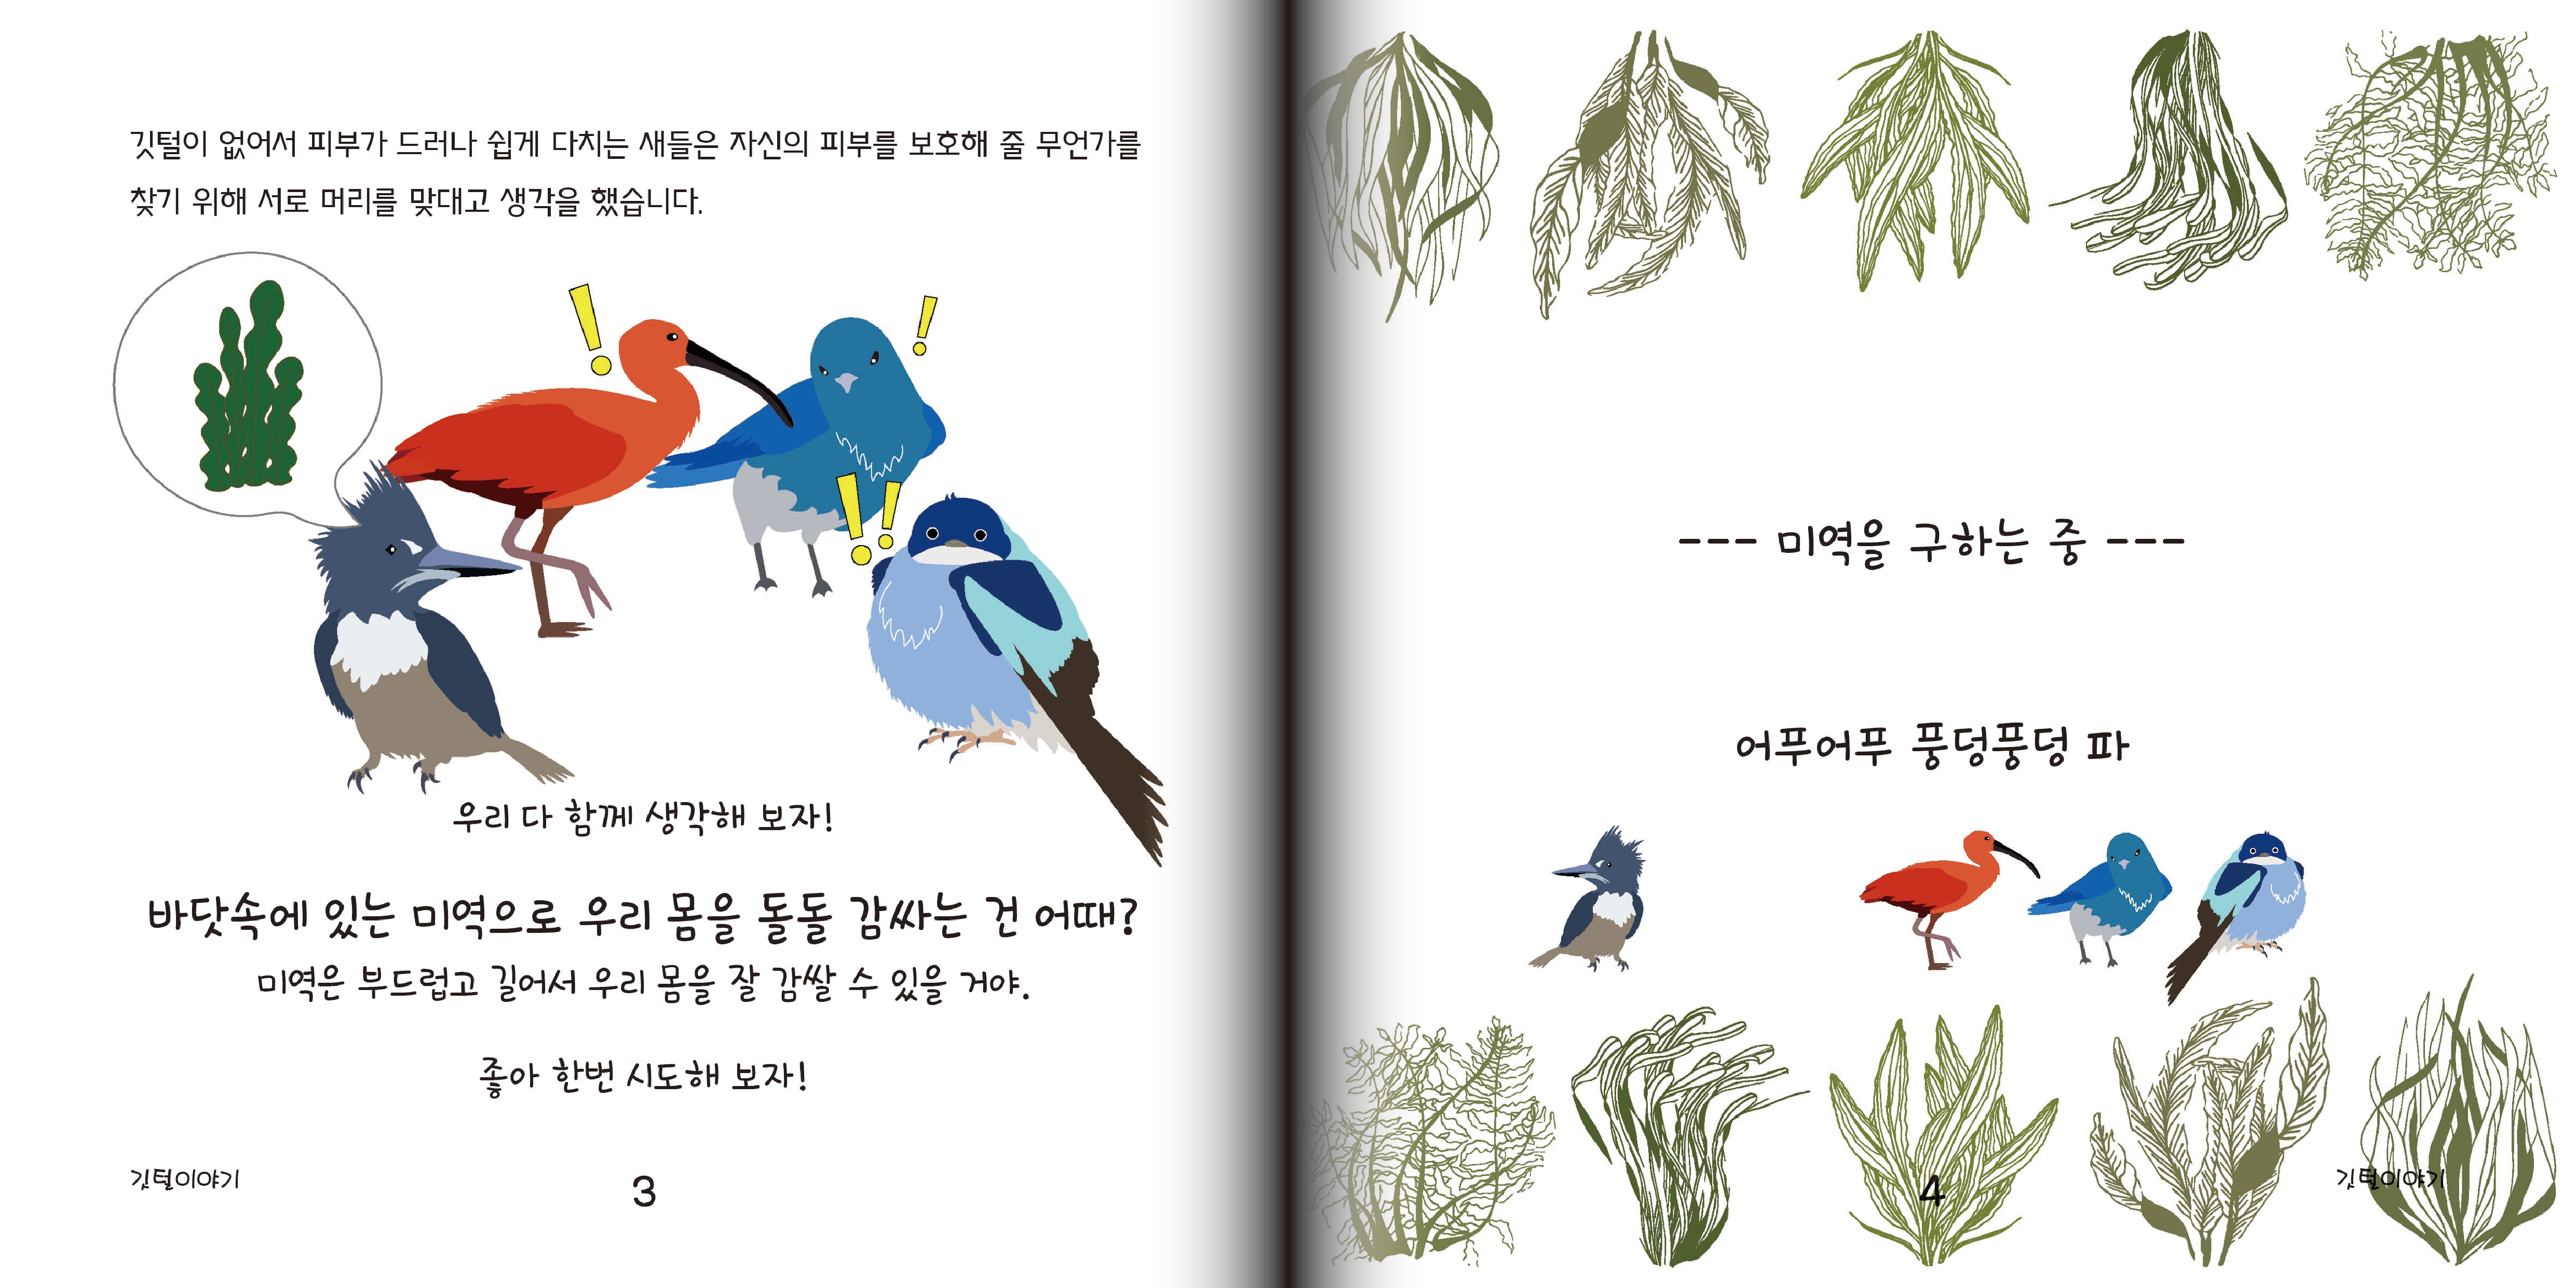 깃털이 없어서 피부가 드러나 쉽게 다치는 새들은 자신의 피부를 보호해 줄 무언가를
찾기 위해 서로 머리를 맞대고 생각을 했습니다.
우리 다 함께 생각해 보자!
바닷속에 있는 미역으로 우리 몸을 돌돌 감싸는 건 어때?
미역은 부드럽고 길어서 우리 몸을 잘 감쌀 수 있을 거야.
좋아 한번 시도해 보자!
깃털이야기
3
--- 미역을 구하는 중 ---
어푸어푸 풍덩풍덩 파
4
깃털이야기